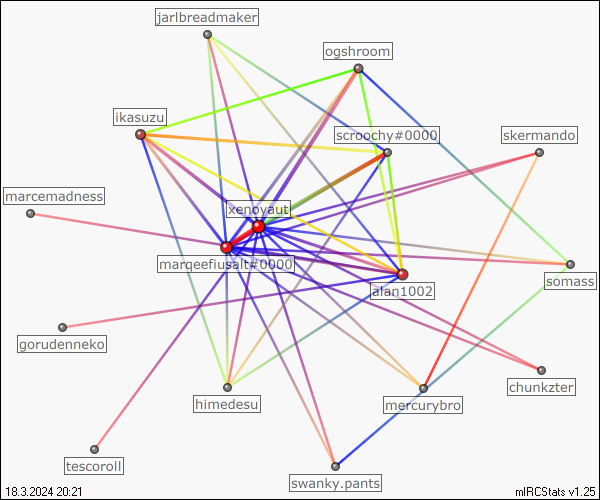 jarlbreadmaker
ogshroom
ikasuzu
scroochy#0000
skermando
marcemadness
xenoyaut
marqeefiusalt#0000
somass
alan1002
gorudenneko
chunkzter
himedesu
mercurybro
tescoroll
swanky.pants
18.3.2024 20:21
mIRCStats v1.25